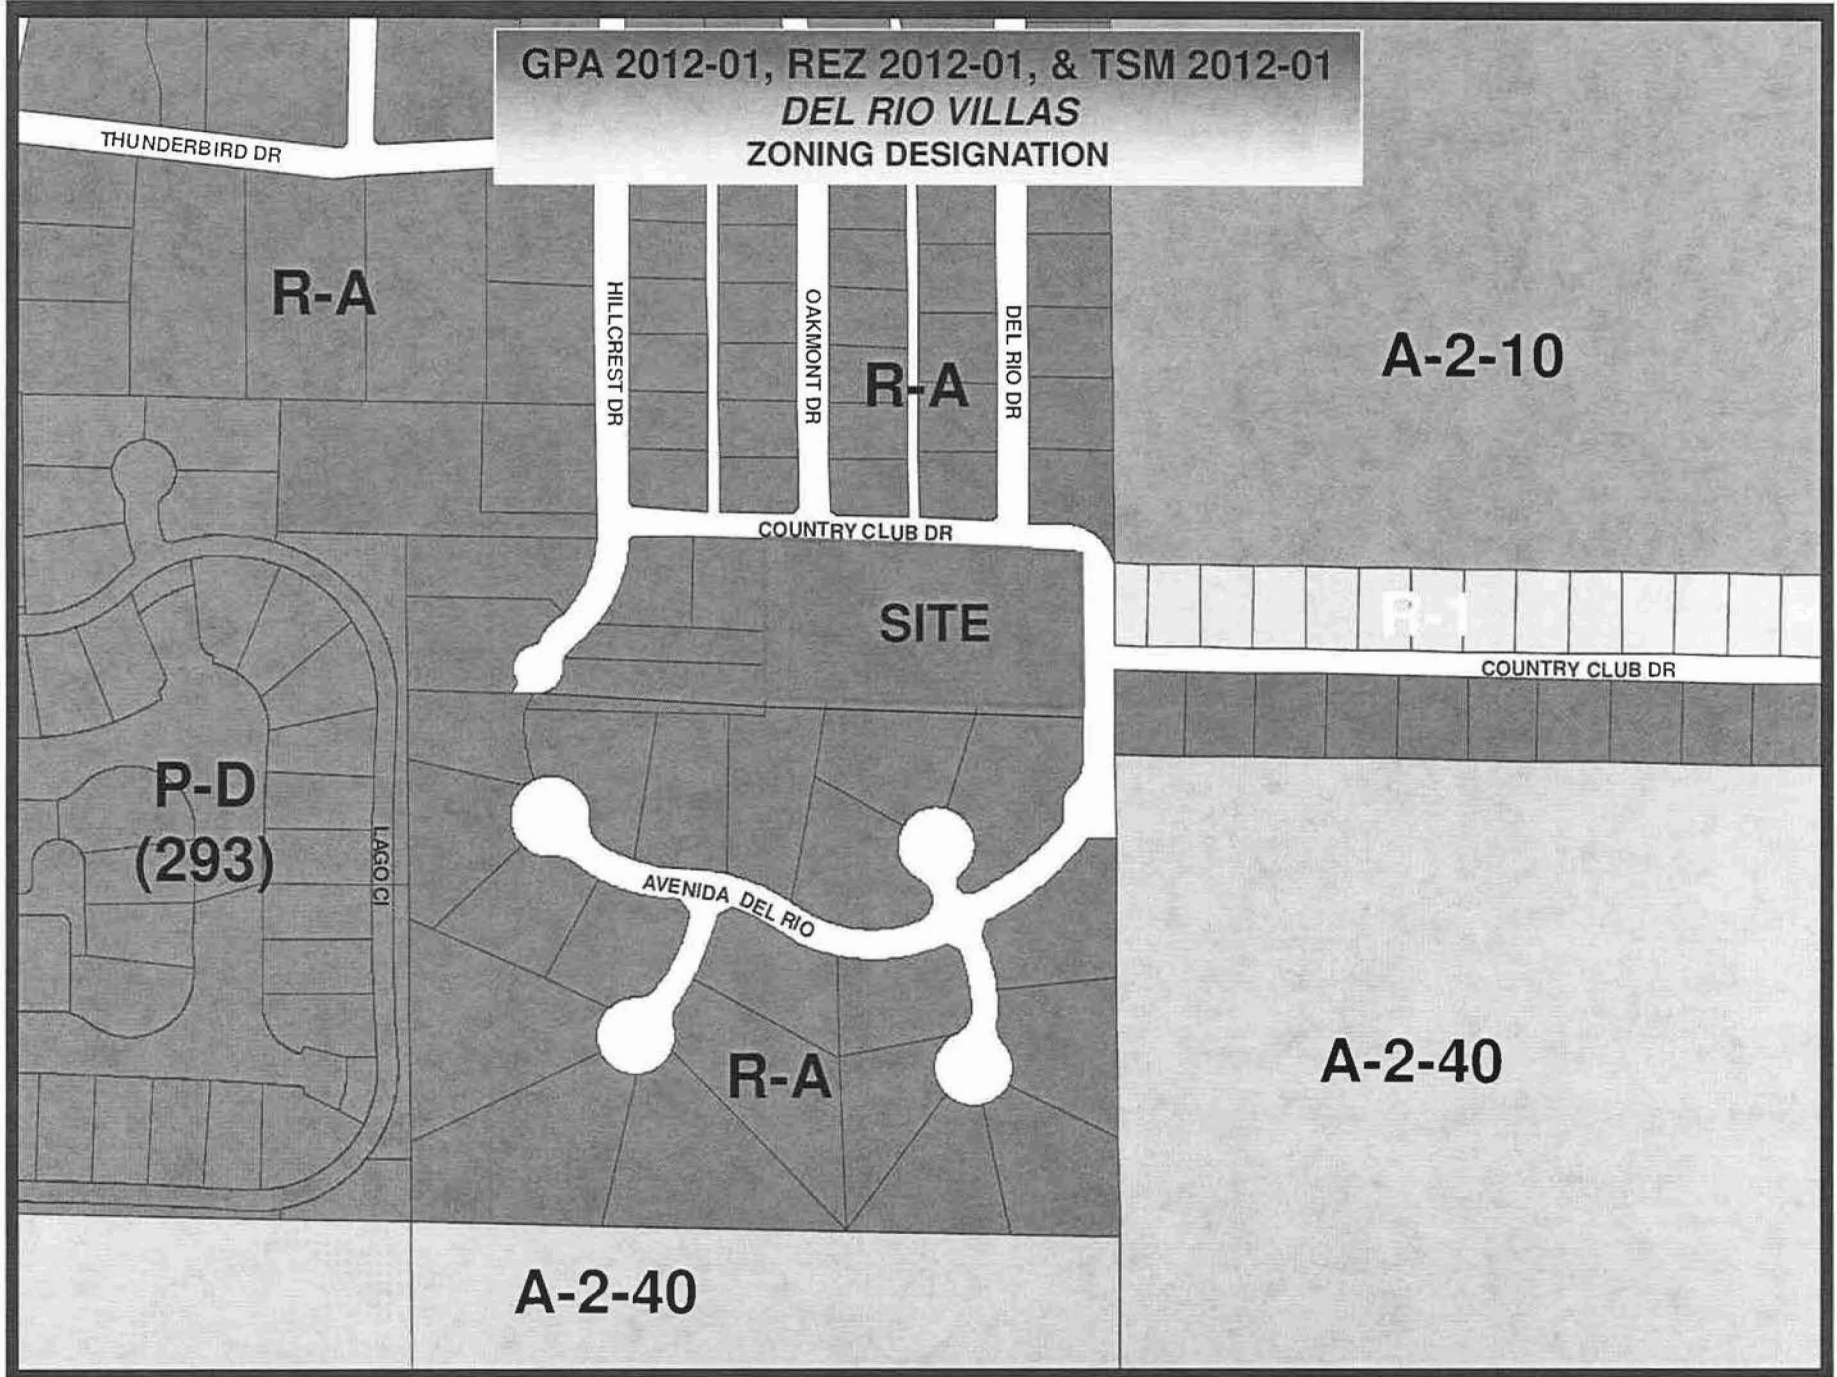 GPA 2012-01, REZ 2012-01, & TSM 2012-01
DEL RIO VILLAS
ZONING DESIGNATION
THUNDERBIRD DR
R-A
HILLCREST DR
OAKMONT DR
R-A
DEL RIO DR
A-2-10
COUNTRY CLUB DR
SITE
R-1
COUNTRY CLUB DR
P-D
(293)
LAGO CI
AVENIDA DEL RIO
R-A
A-2-40
A-2-40